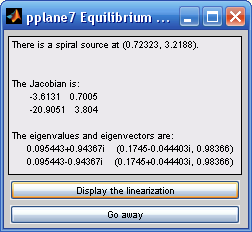 pplane7 Equilibrium ...
There is a spiral source at (0.72323, 3.2188).
The Jacobian is:
-3.6131 0.7005
-20.9051 3.804
The eigenvalues and eigenvectors are:
0.095443+0.94367i (0.1745-0.044403i, 0.98366)
0.095443-0.94367i (0.1745+0.044403i, 0.98366)
Display the linearization
Go away